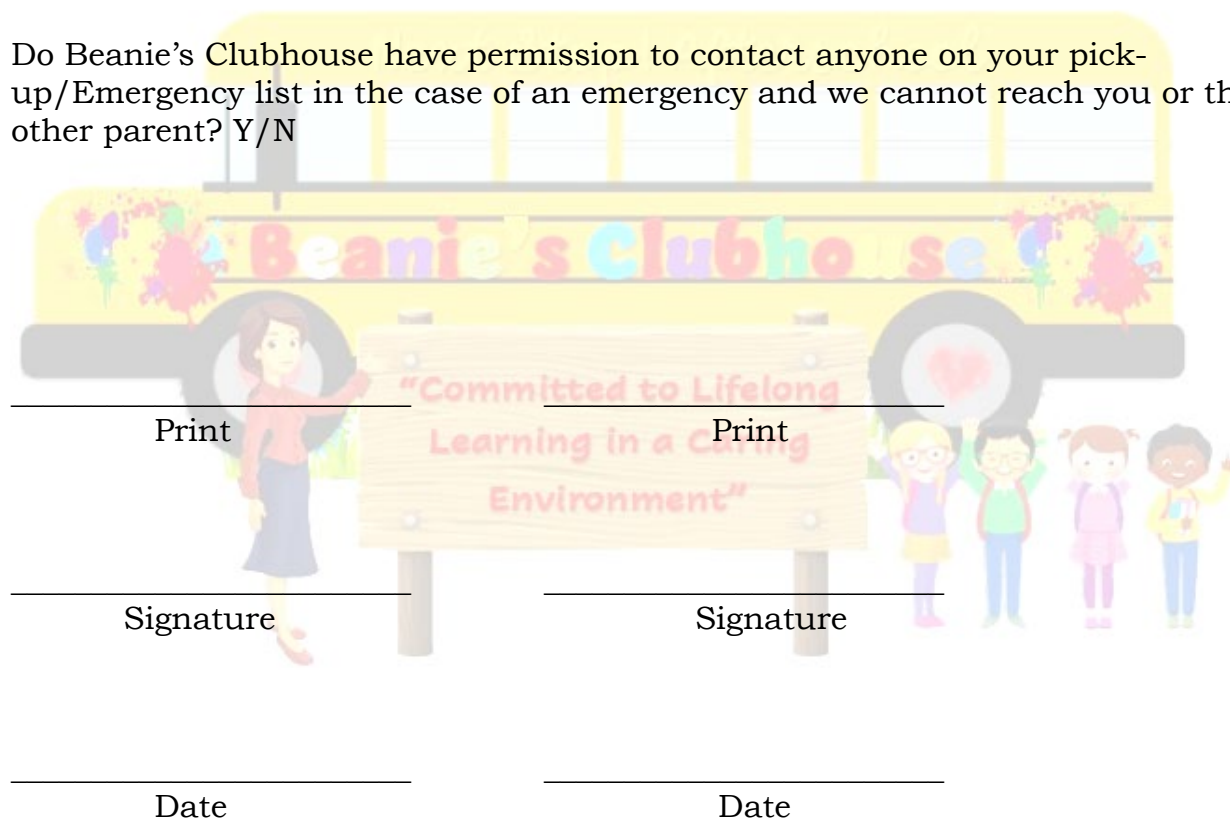 Do Beanie’s Clubhouse have permission to contact anyone on your pick-
up/Emergency list in the case of an emergency and we cannot reach you or
other parent? Y/N
Beanie's Clubhouse
“Committed to Lifelong
Learning in a Caring
Environment”
Print Print
Signature Signature
Date Date